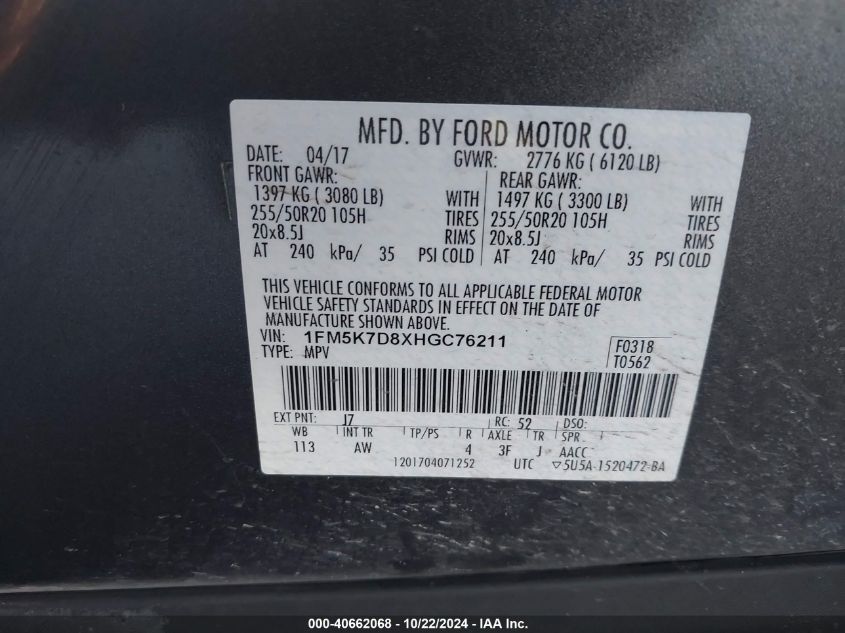 MFD. BY FORD MOTOR CO.
DATE: 04/17 GVWR: 2776 KG ( 6120 LB)
FRONT GAWR: REAR GAWR:
1397 KG ( 3080 LB) WITH 1497 KG ( 3300 LB) WITH
255/50R20 105H TIRES 255/50R20 105H TIRES
20x8.5J RIMS 20x8.5J RIMS
AT 240 kPa/ 35 PSI COLD AT 240 kPa/ 35 PSI COLD
THIS VEHICLE CONFORMS TO ALL APPLICABLE FEDERAL MOTOR
VEHICLE SAFETY STANDARDS IN EFFECT ON THE DATE OF
MANUFACTURE SHOWN ABOVE.
VIN: 1FM5K7D8XHGC76211 F0318
TYPE: MPV T0562
EXT PNT: J7 RC: 52 DSO:
WB INT TR TP/PS R AXLE TR SPR
113 AW 4 3F J AACC
1201704071252 UTC ▽5U5A-1520472-BA
000-40662068 - 10/22/2024 - IAA Inc.